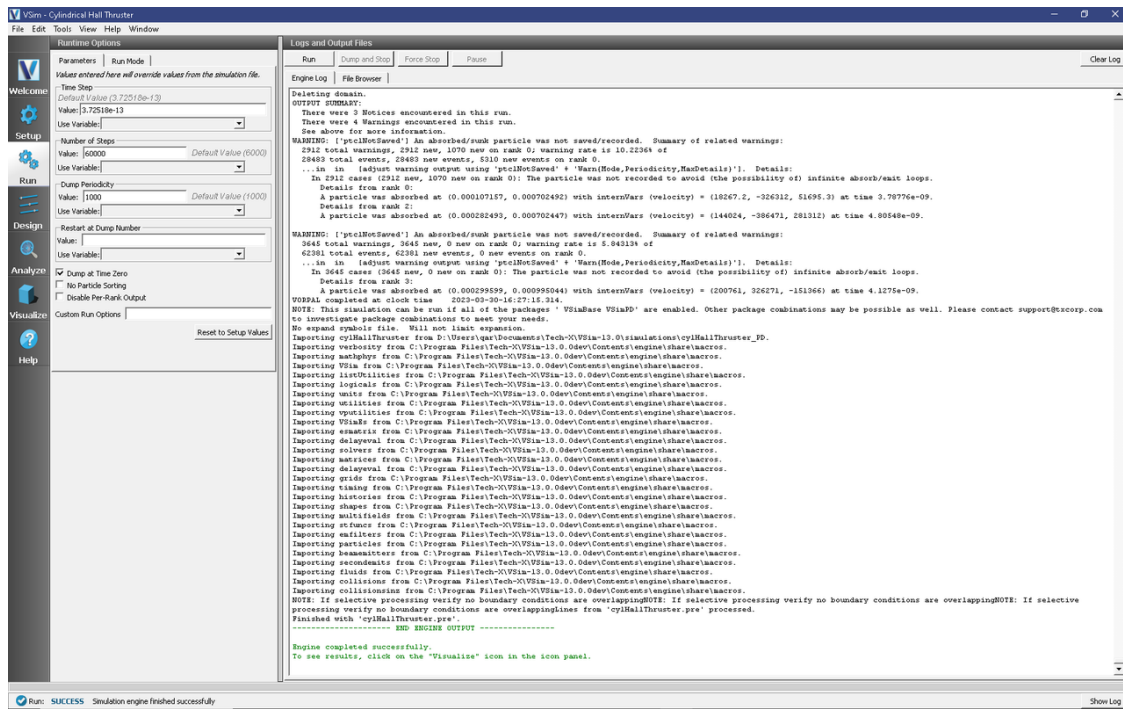 VSim - Cylindrical Hall Thruster
File Edit Tools View Help Window
Welcome
Setup
Run
Design
Analyze
Visualize
Help
Runtime Options
Parameters Run Mode
Values entered here will override values from the simulation file.
Time Step
Default Value (3.72518e-13)
Value: 3.72518e-13
Use Variable:
Number of Steps
Value: 60000 Default Value (6000)
Use Variable:
Dump Periodicity
Value: 1000 Default Value (1000)
Use Variable:
Restart at Dump Number
Value:
Use Variable:
Dump at Time Zero
No Particle Sorting
Disable Per-Rank Output
Custom Run Options
Reset to Setup Values
Logs and Output Files
Run Dump and Stop Force Stop Pause Clear Log
Engine Log File Browser
Deleting domain.
OUTPUT SUMMARY:
There were 3 Notices encountered in this run.
There were 4 Warnings encountered in this run.
See above for more information.
WARNING: ['ptclNotSaved'] An absorbed/sunk particle was not saved/recorded. Summary of related warnings:
2912 total warnings, 2912 new, 1070 new on rank 0; warning rate is 10.2236% of
28483 total events, 28483 new events, 5310 new events on rank 0.
...in in [adjust warning output using 'ptclNotSaved' + 'Warn(Mode,Periodicity,MaxDetails)']. Details:
In 2912 cases (2912 new, 1070 new on rank 0): The particle was not recorded to avoid (the possibility of) infinite absorb/emit loops.
Details from rank 0:
A particle was absorbed at (0.000107157, 0.000702492) with internVars (velocity) = (18267.2, -326312, 51695.3) at time 3.78776e-09.
Details from rank 2:
A particle was absorbed at (0.000282493, 0.000702447) with internVars (velocity) = (144024, -386471, 281312) at time 4.80548e-09.
WARNING: ['ptclNotSaved'] An absorbed/sunk particle was not saved/recorded. Summary of related warnings:
3645 total warnings, 3645 new, 0 new on rank 0; warning rate is 5.84313% of
62381 total events, 62381 new events, 0 new events on rank 0.
...in in [adjust warning output using 'ptclNotSaved' + 'Warn(Mode,Periodicity,MaxDetails)']. Details:
In 3645 cases (3645 new, 0 new on rank 0): The particle was not recorded to avoid (the possibility of) infinite absorb/emit loops.
Details from rank 3:
A particle was absorbed at (0.000299599, 0.000995044) with internVars (velocity) = (200761, 326271, -151366) at time 4.1275e-09.
VORPAL completed at clock time 2023-03-30-16:27:15.314.
NOTE: This simulation can be run if all of the packages ' VSimBase VSimPD' are enabled. Other package combinations may be possible as well. Please contact support@txcorp.com
to investigate package combinations to meet your needs.
No expand symbols file. Will not limit expansion.
Importing cylHallThruster from D:\Users\qar\Documents\Tech-X\VSim-13.0\simulations\cylHallThruster_PD.
Importing verbosity from C:\Program Files\Tech-X\VSim-13.0.0dev\Contents\engine\share\macros.
Importing mathphys from C:\Program Files\Tech-X\VSim-13.0.0dev\Contents\engine\share\macros.
Importing VSim from C:\Program Files\Tech-X\VSim-13.0.0dev\Contents\engine\share\macros.
Importing listUtilities from C:\Program Files\Tech-X\VSim-13.0.0dev\Contents\engine\share\macros.
Importing logicals from C:\Program Files\Tech-X\VSim-13.0.0dev\Contents\engine\share\macros.
Importing units from C:\Program Files\Tech-X\VSim-13.0.0dev\Contents\engine\share\macros.
Importing utilities from C:\Program Files\Tech-X\VSim-13.0.0dev\Contents\engine\share\macros.
Importing vputilities from C:\Program Files\Tech-X\VSim-13.0.0dev\Contents\engine\share\macros.
Importing VSimEs from C:\Program Files\Tech-X\VSim-13.0.0dev\Contents\engine\share\macros.
Importing esmatrix from C:\Program Files\Tech-X\VSim-13.0.0dev\Contents\engine\share\macros.
Importing delayeval from C:\Program Files\Tech-X\VSim-13.0.0dev\Contents\engine\share\macros.
Importing solvers from C:\Program Files\Tech-X\VSim-13.0.0dev\Contents\engine\share\macros.
Importing matrices from C:\Program Files\Tech-X\VSim-13.0.0dev\Contents\engine\share\macros.
Importing delayeval from C:\Program Files\Tech-X\VSim-13.0.0dev\Contents\engine\share\macros.
Importing grids from C:\Program Files\Tech-X\VSim-13.0.0dev\Contents\engine\share\macros.
Importing timing from C:\Program Files\Tech-X\VSim-13.0.0dev\Contents\engine\share\macros.
Importing histories from C:\Program Files\Tech-X\VSim-13.0.0dev\Contents\engine\share\macros.
Importing shapes from C:\Program Files\Tech-X\VSim-13.0.0dev\Contents\engine\share\macros.
Importing multifields from C:\Program Files\Tech-X\VSim-13.0.0dev\Contents\engine\share\macros.
Importing stfuncs from C:\Program Files\Tech-X\VSim-13.0.0dev\Contents\engine\share\macros.
Importing emfilters from C:\Program Files\Tech-X\VSim-13.0.0dev\Contents\engine\share\macros.
Importing particles from C:\Program Files\Tech-X\VSim-13.0.0dev\Contents\engine\share\macros.
Importing beamemitters from C:\Program Files\Tech-X\VSim-13.0.0dev\Contents\engine\share\macros.
Importing secondemits from C:\Program Files\Tech-X\VSim-13.0.0dev\Contents\engine\share\macros.
Importing fluids from C:\Program Files\Tech-X\VSim-13.0.0dev\Contents\engine\share\macros.
Importing collisions from C:\Program Files\Tech-X\VSim-13.0.0dev\Contents\engine\share\macros.
Importing collisionsinx from C:\Program Files\Tech-X\VSim-13.0.0dev\Contents\engine\share\macros.
NOTE: If selective processing verify no boundary conditions are overlappingNOTE: If selective processing verify no boundary conditions are overlappingNOTE: If selective
processing verify no boundary conditions are overlappingLines from 'cylHallThruster.pre' processed.
Finished with 'cylHallThruster.pre'.
-------------------- END ENGINE OUTPUT ----------------
Engine completed successfully.
To see results, click on the "Visualize" icon in the icon panel.
Run: SUCCESS Simulation engine finished successfully
Show Log